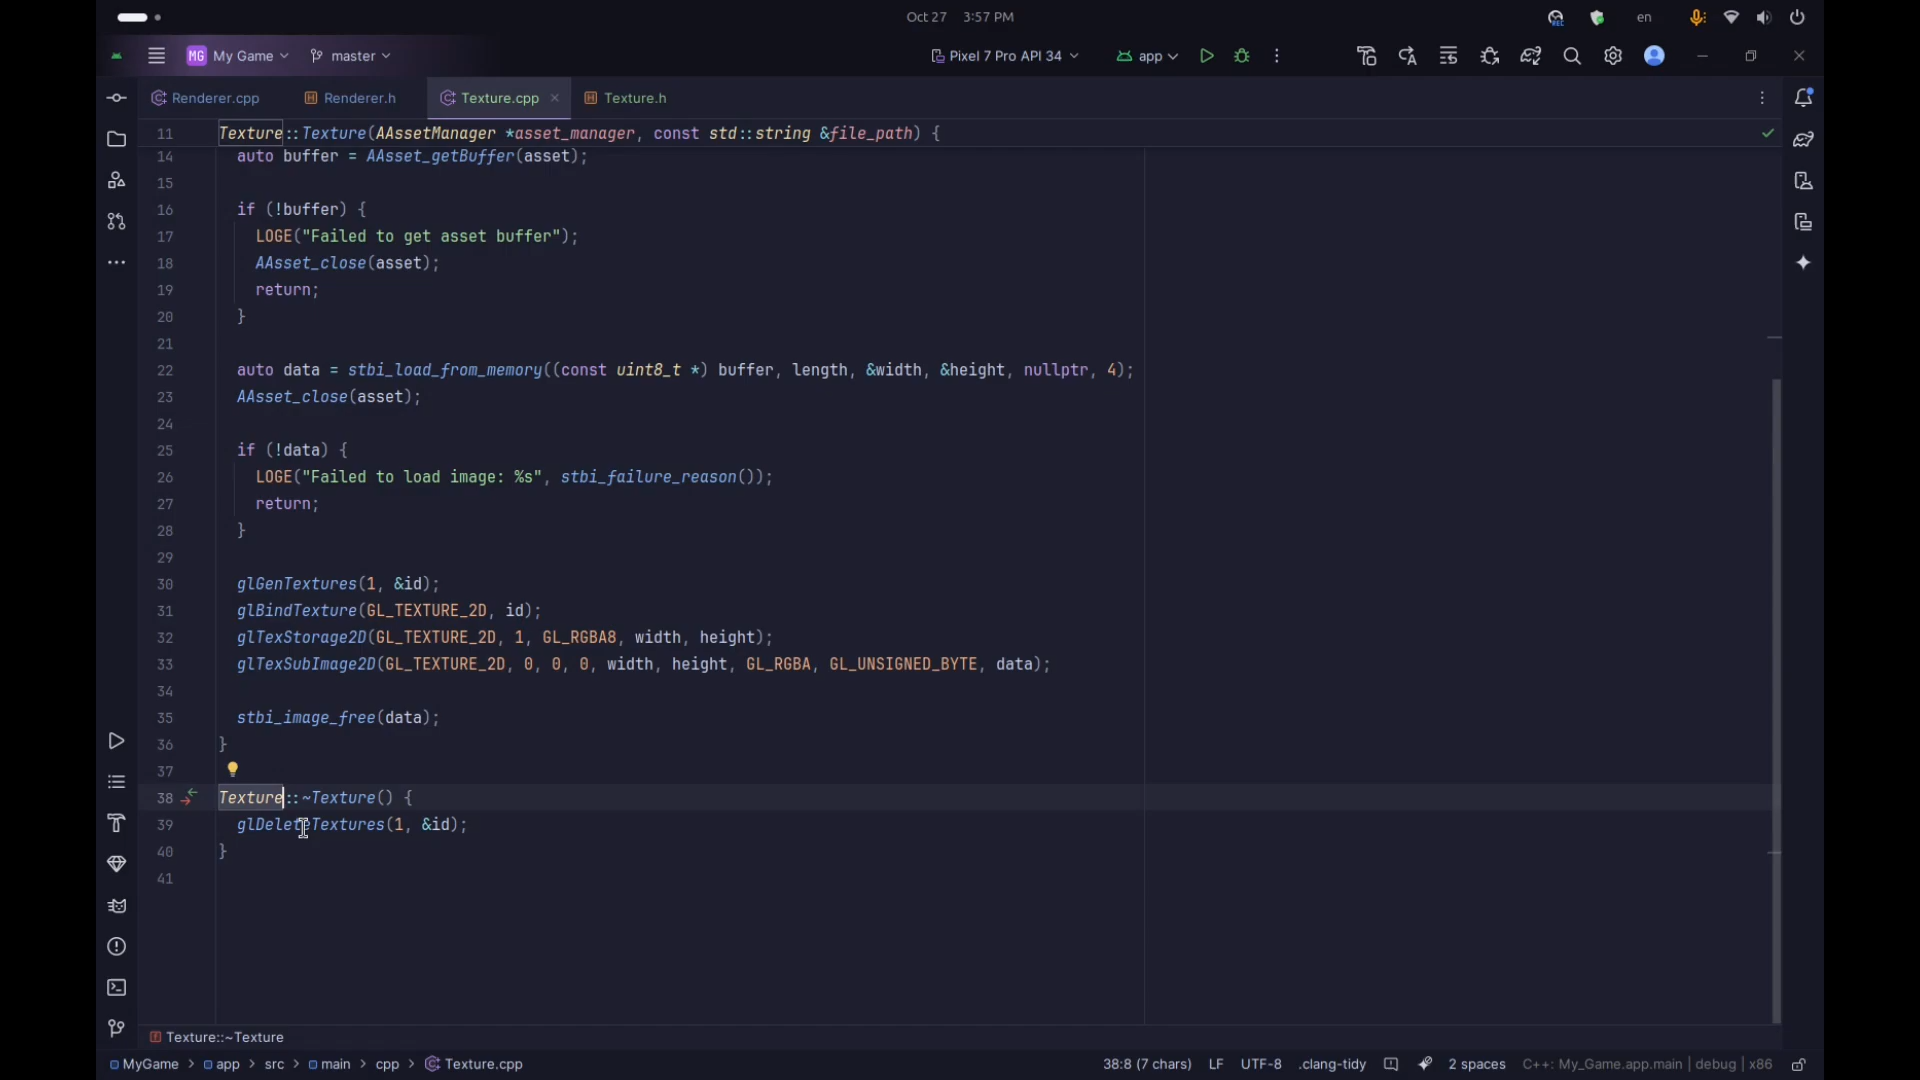 Oct 27 3:57 PM
REC
en
MG My Game
master
Pixel 7 Pro API 34
app
Renderer.cpp
Renderer.h
Texture.cpp
Texture.h
11 Texture::Texture(AAssetManager *asset_manager, const std::string &file_path) {
14 auto buffer = AAsset_getBuffer(asset);
15
16 if (!buffer) {
17 LOGE("Failed to get asset buffer");
18 AAsset_close(asset);
19 return;
20 }
21
22 auto data = stbi_load_from_memory((const uint8_t *) buffer, length, &width, &height, nullptr, 4);
23 AAsset_close(asset);
24
25 if (!data) {
26 LOGE("Failed to load image: %s", stbi_failure_reason());
27 return;
28 }
29
30 glGenTextures(1, &id);
31 glBindTexture(GL_TEXTURE_2D, id);
32 glTexStorage2D(GL_TEXTURE_2D, 1, GL_RGBA8, width, height);
33 glTexSubImage2D(GL_TEXTURE_2D, 0, 0, 0, width, height, GL_RGBA, GL_UNSIGNED_BYTE, data);
34
35 stbi_image_free(data);
36 }
37
38 Texture::~Texture() {
39 glDeleteTextures(1, &id);
40 }
41
Texture::~Texture
MyGame > app > src > main > cpp > Texture.cpp
38:8 (7 chars) LF UTF-8 .clang-tidy 2 spaces C++: My_Game.app.main | debug | x86